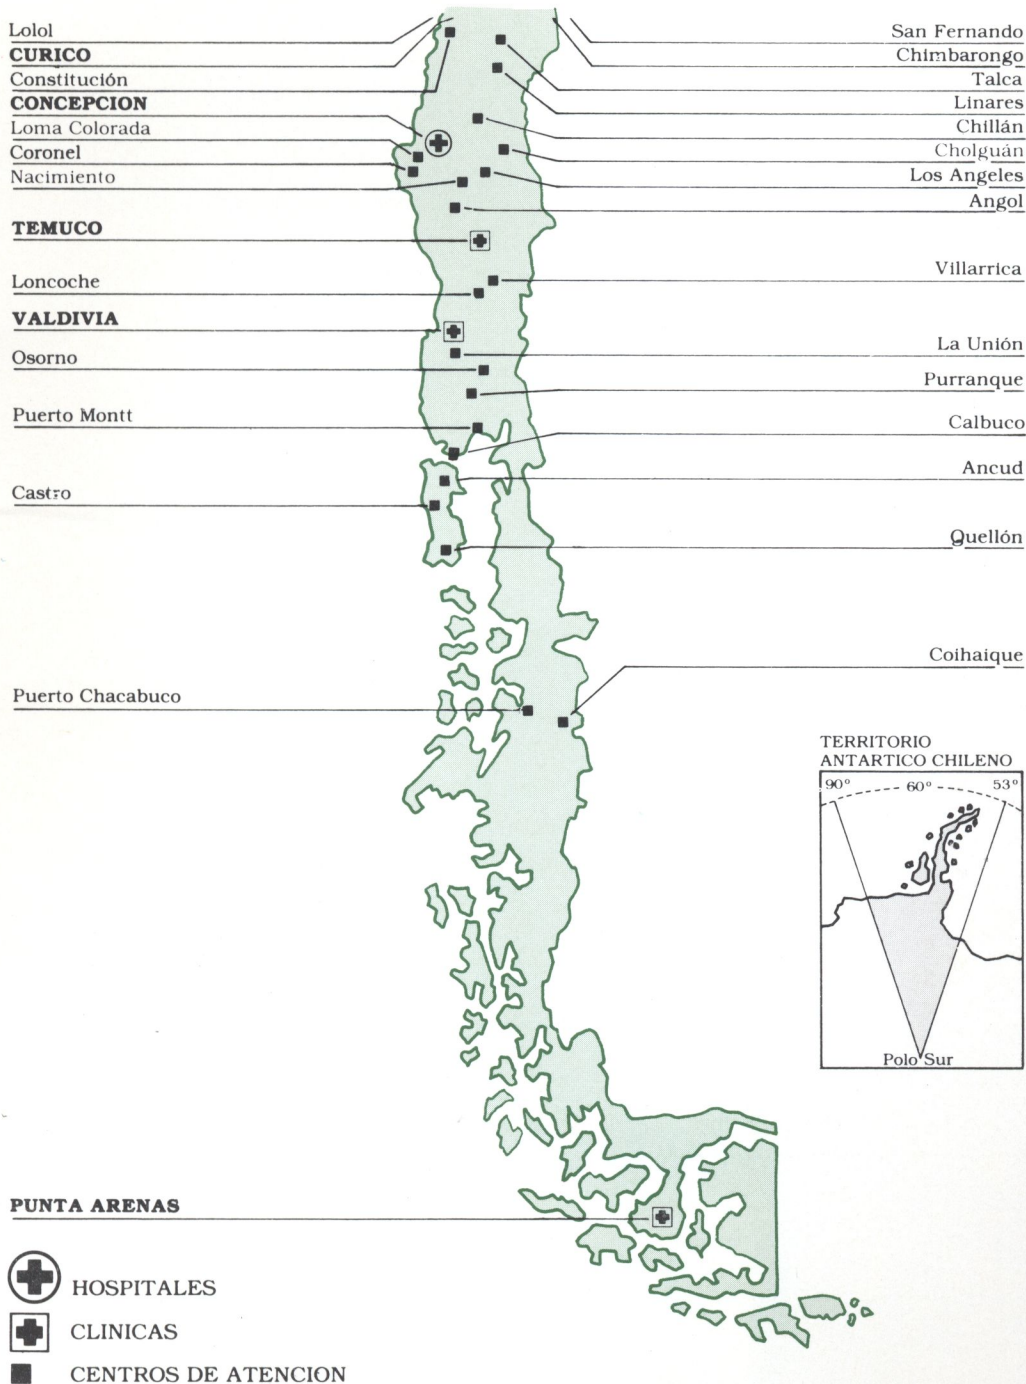 Lolol
CURICO
Constitución
CONCEPCION
Loma Colorada
Coronel
Nacimiento
TEMUCO
Loncoche
VALDIVIA
Osorno
Puerto Montt
Castro
Puerto Chacabuco
PUNTA ARENAS
San Fernando
Chimbarongo
Talca
Linares
Chillán
Cholguán
Los Angeles
Angol
Villarrica
La Unión
Purranque
Calbuco
Ancud
Quellón
Coihaique
TERRITORIO
ANTARTICO CHILENO
90° 60° 53°
Polo Sur
HOSPITALES
CLINICAS
CENTROS DE ATENCION